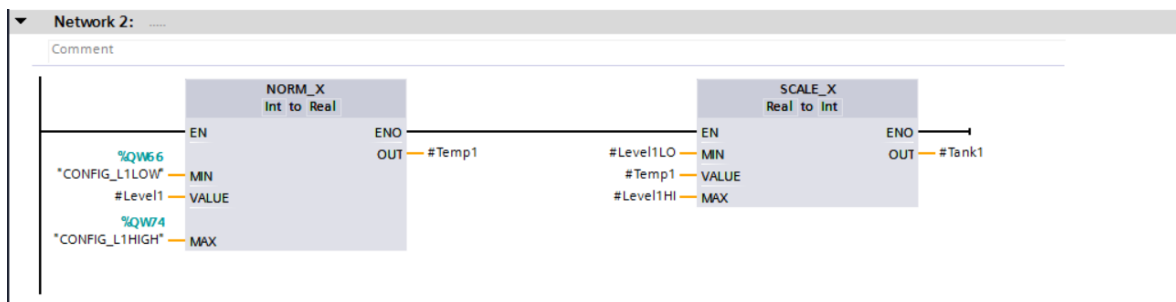 Network 2: .....
Comment
NORM_X
Int to Real
EN
ENO
%QW66
"CONFIG_L1LOW"
MIN
OUT
#Temp1
#Level1
VALUE
%QW74
"CONFIG_L1HIGH"
MAX
SCALE_X
Real to Int
EN
ENO
#Level1LO
MIN
OUT
#Tank1
#Temp1
VALUE
#Level1HI
MAX